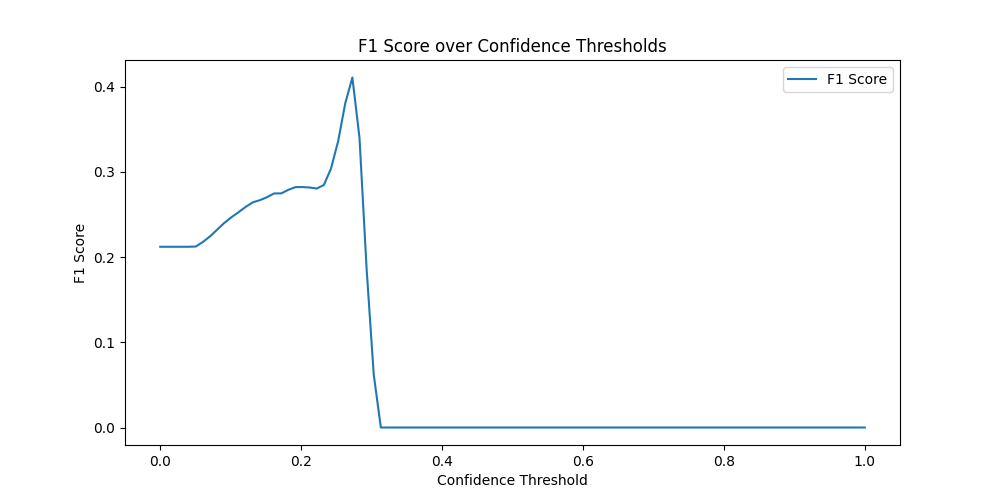 F1 Score over Confidence Thresholds
F1 Score
0.4
0.3
0.2
0.1
0.0
F1 Score
0.0 0.2 0.4 0.6 0.8 1.0
Confidence Threshold